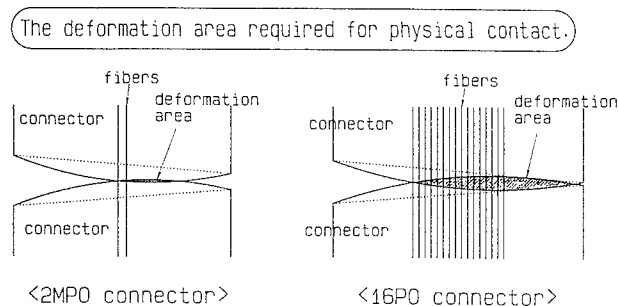 The deformation area required for physical contact.
fibers
deformation
area
connector
connector
<2MPO connector>
fibers
deformation
area
connector
connector
<16PO connector>